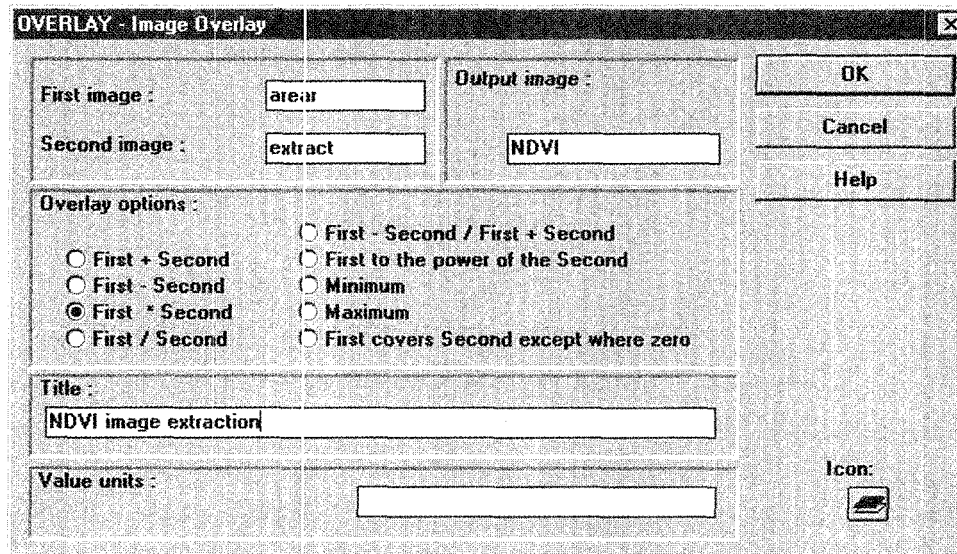 OVERLAY - Image Overlay
First image : arear
Second image : extract
Output image :
NDVI
OK
Cancel
Help
Overlay options :
First + Second
First - Second
First * Second
First / Second
First - Second / First + Second
First to the power of the Second
Minimum
Maximum
First covers Second except where zero
Title :
NDVI image extraction
Value units :
Icon: